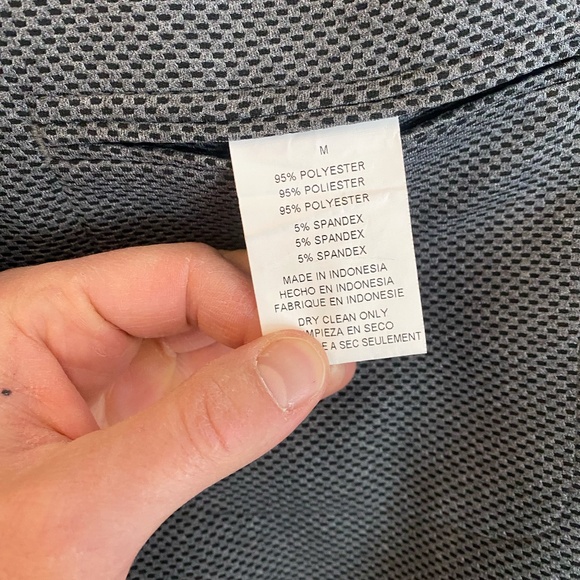 M
95% POLYESTER
95% POLIESTER
95% POLYESTER
5% SPANDEX
5% SPANDEX
5% SPANDEX
MADE IN INDONESIA
HECHO EN INDONESIA
FABRIQUE EN INDONESIE
DRY CLEAN ONLY
EN SECO
A SEC SEULEMENT